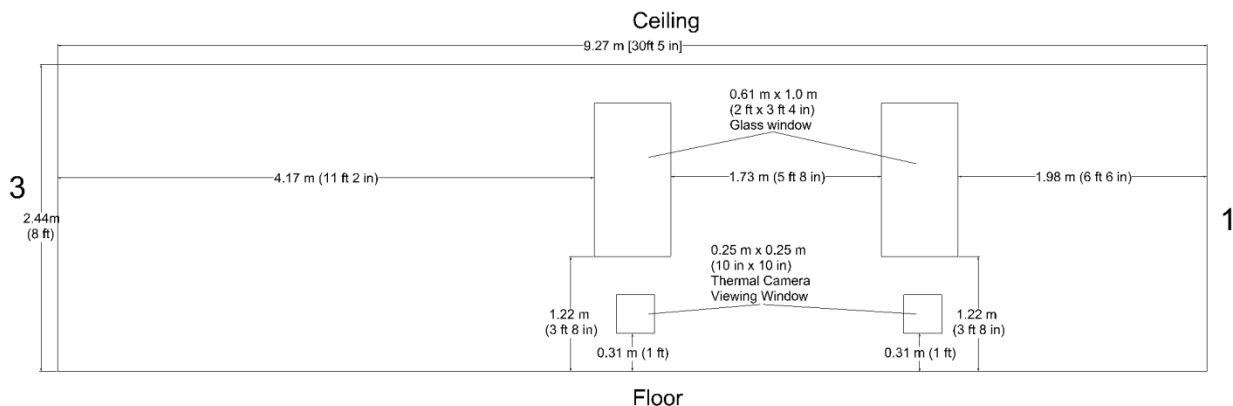 Ceiling
9.27 m [30ft 5 in]
0.61 m x 1.0 m
(2 ft x 3 ft 4 in)
Glass window
3
4.17 m (11 ft 2 in)
1.73 m (5 ft 8 in)
1.98 m (6 ft 6 in)
1
2.44m
(8 ft)
0.25 m x 0.25 m
(10 in x 10 in)
Thermal Camera
Viewing Window
1.22 m
(3 ft 8 in)
1.22 m
(3 ft 8 in)
0.31 m (1 ft)
0.31 m (1 ft)
Floor